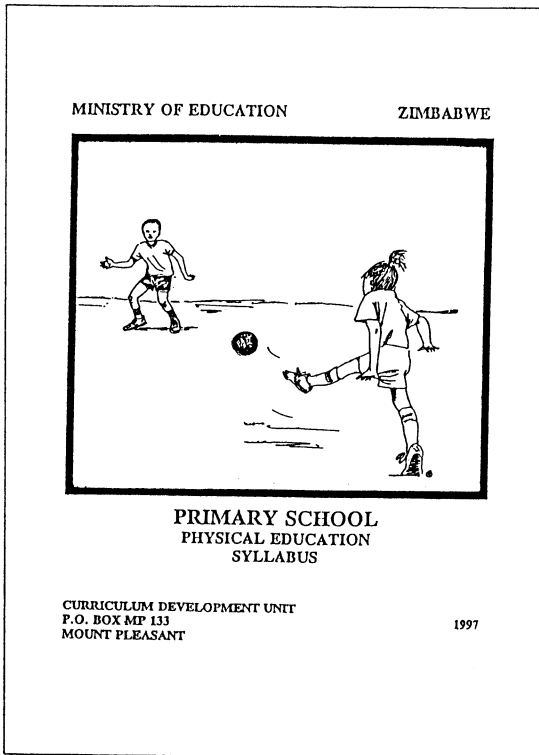 MINISTRY OF EDUCATION ZIMBABWE
PRIMARY SCHOOL
PHYSICAL EDUCATION
SYLLABUS
CURRICULUM DEVELOPMENT UNIT
P.O. BOX MP 133
MOUNT PLEASANT
1997